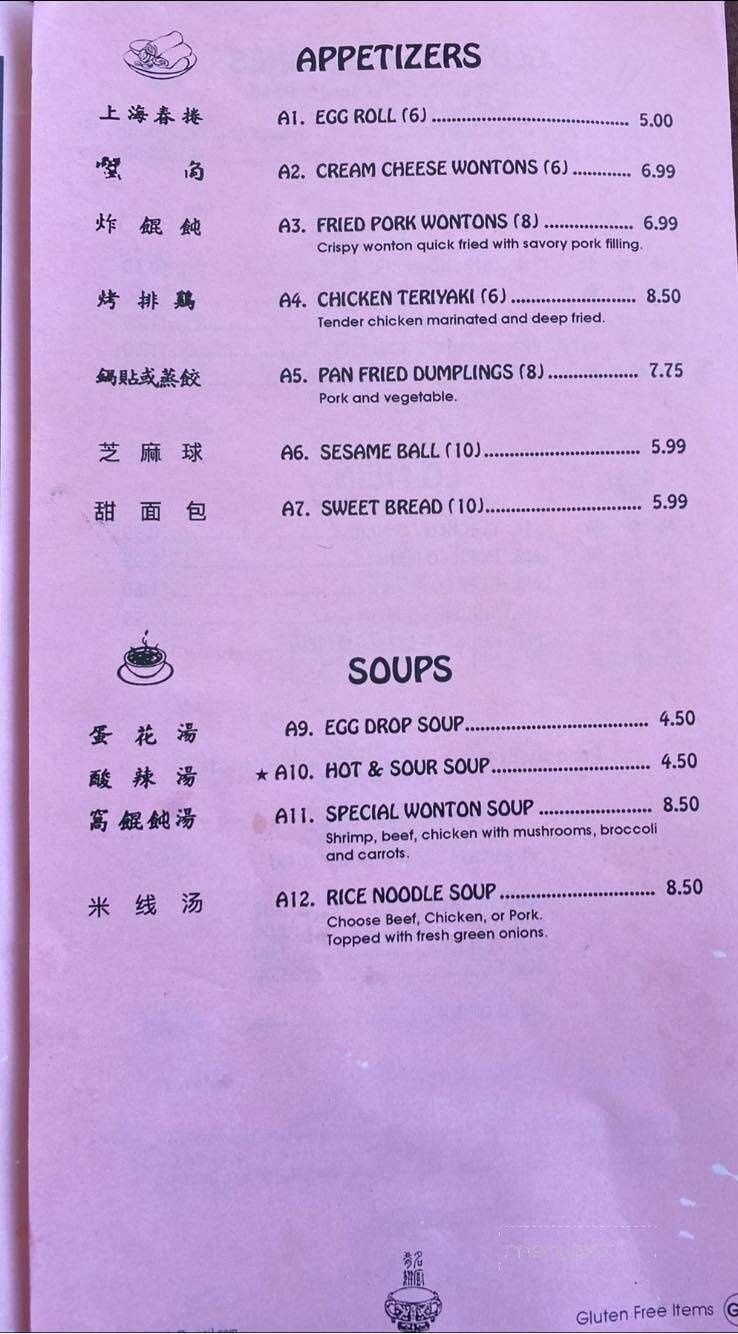 APPETIZERS
上海春捲 A1. EGG ROLL (6) 5.00
蟹角 A2. CREAM CHEESE WONTONS (6) 6.99
炸餛飩 A3. FRIED PORK WONTONS (8) 6.99
Crispy wonton quick fried with savory pork filling.
烤排鷄 A4. CHICKEN TERIYAKI (6) 8.50
Tender chicken marinated and deep fried.
鍋貼或蒸餃 A5. PAN FRIED DUMPLINGS (8) 7.75
Pork and vegetable.
芝麻球 A6. SESAME BALL (10) 5.99
甜面包 A7. SWEET BREAD (10) 5.99
SOUPS
蛋花湯 A9. EGG DROP SOUP 4.50
酸辣湯 ★ A10. HOT & SOUR SOUP 4.50
窩餛飩湯 A11. SPECIAL WONTON SOUP 8.50
Shrimp, beef, chicken with mushrooms, broccoli
and carrots.
米线汤 A12. RICE NOODLE SOUP 8.50
Choose Beef, Chicken, or Pork.
Topped with fresh green onions.
Gluten Free Items G